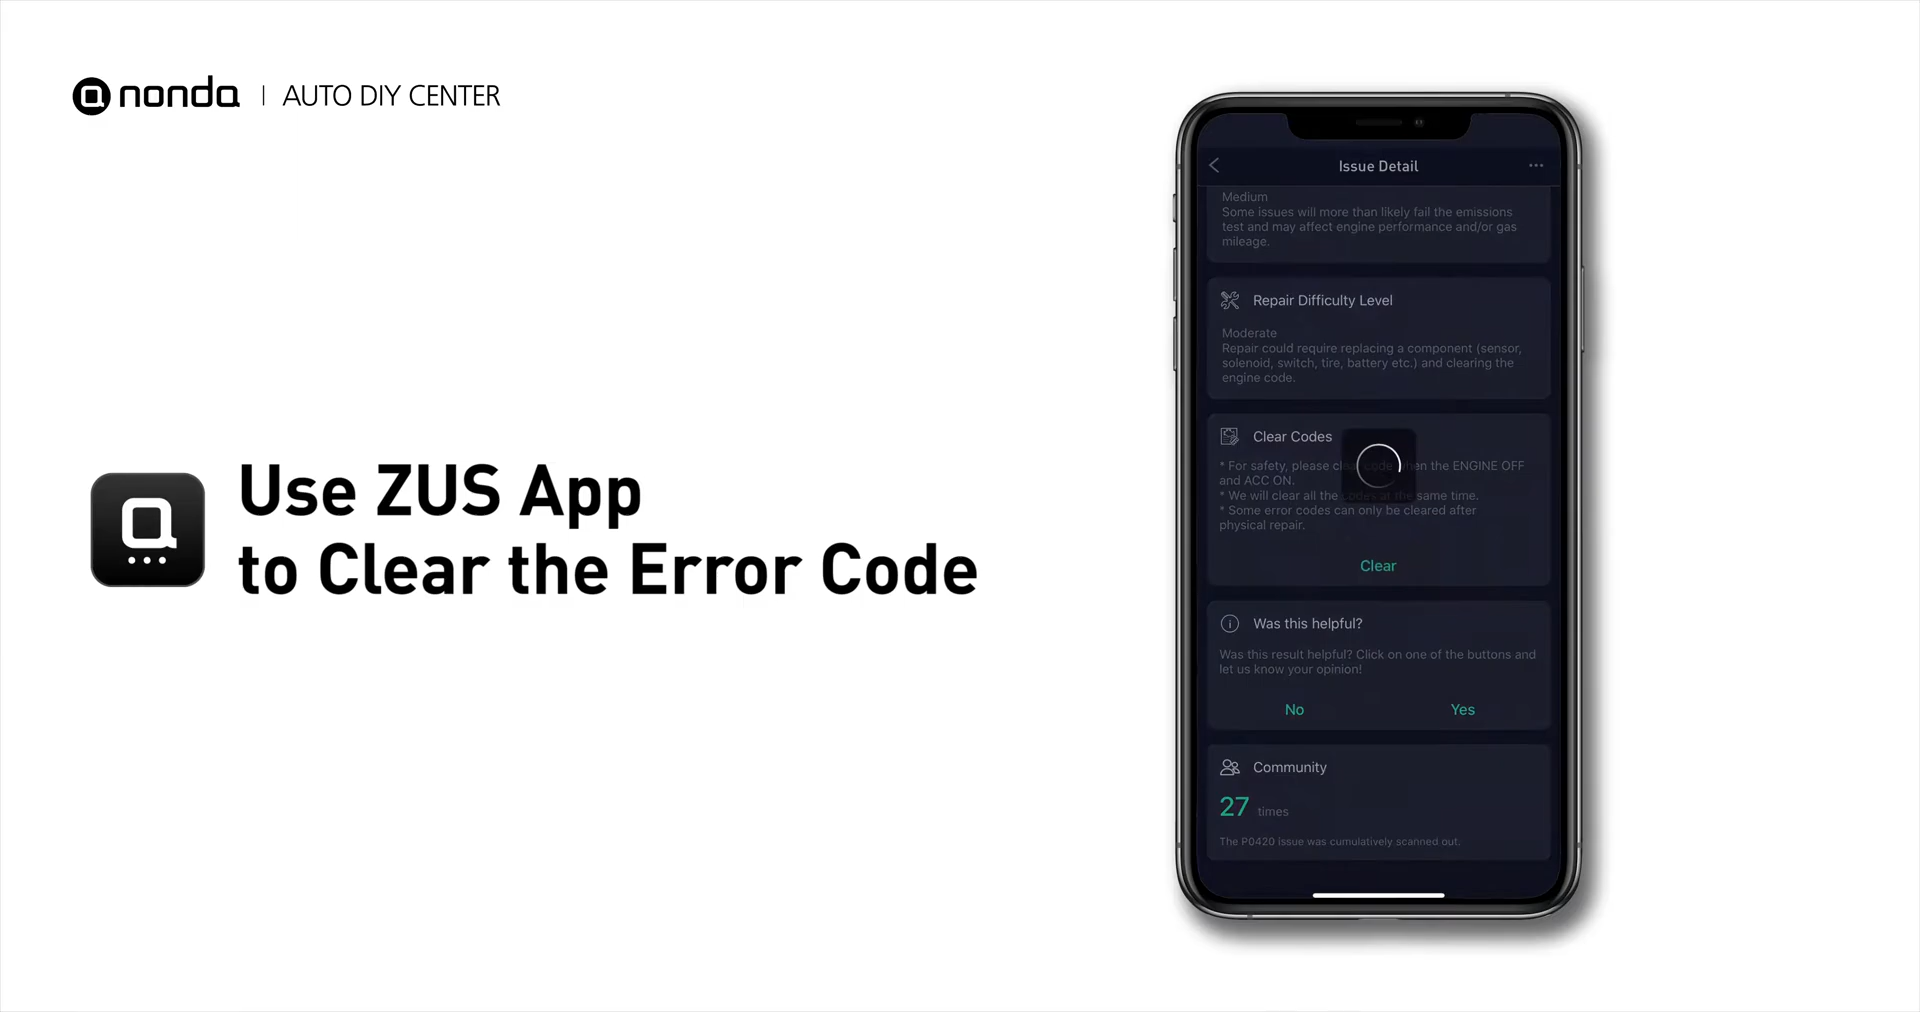 nonda | AUTO DIY CENTER
Use ZUS App
to Clear the Error Code
Issue Detail
Medium
Some issues will more than likely fail the emissions
test and may affect engine performance and/or gas
mileage.
Repair Difficulty Level
Moderate
Repair could require replacing a component (sensor,
solenoid, switch, tire, battery etc.) and clearing the
engine code.
Clear Codes
* For safety, please clear code when the ENGINE OFF
and ACC ON.
* We will clear all the codes at the same time.
* Some error codes can only be cleared after
physical repair.
Clear
Was this helpful?
Was this result helpful? Click on one of the buttons and
let us know your opinion!
No Yes
Community
27 times
The P0420 issue was cumulatively scanned out.